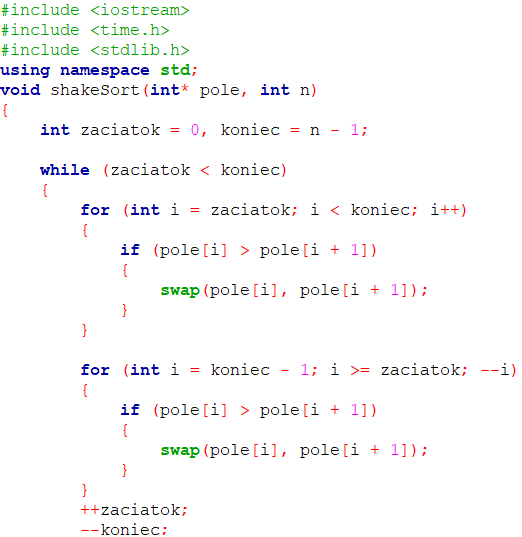 #include <iostream>
#include <time.h>
#include <stdlib.h>
using namespace std;
void shakeSort(int* pole, int n)
{
    int zaciatok = 0, koniec = n - 1;

    while (zaciatok < koniec)
    {
        for (int i = zaciatok; i < koniec; i++)
        {
            if (pole[i] > pole[i + 1])
            {
                swap(pole[i], pole[i + 1]);
            }
        }

        for (int i = koniec - 1; i >= zaciatok; --i)
        {
            if (pole[i] > pole[i + 1])
            {
                swap(pole[i], pole[i + 1]);
            }
        }
        ++zaciatok;
        --koniec;